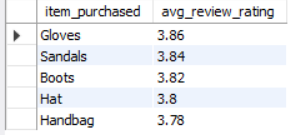 item_purchased avg_review_rating
Gloves 3.86
Sandals 3.84
Boots 3.82
Hat 3.8
Handbag 3.78